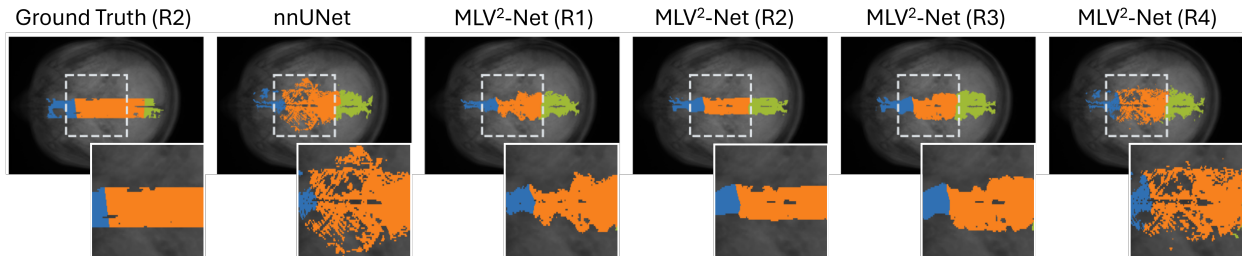 Ground Truth (R2)
nnUNet
MLV²-Net (R1)
MLV²-Net (R2)
MLV²-Net (R3)
MLV²-Net (R4)